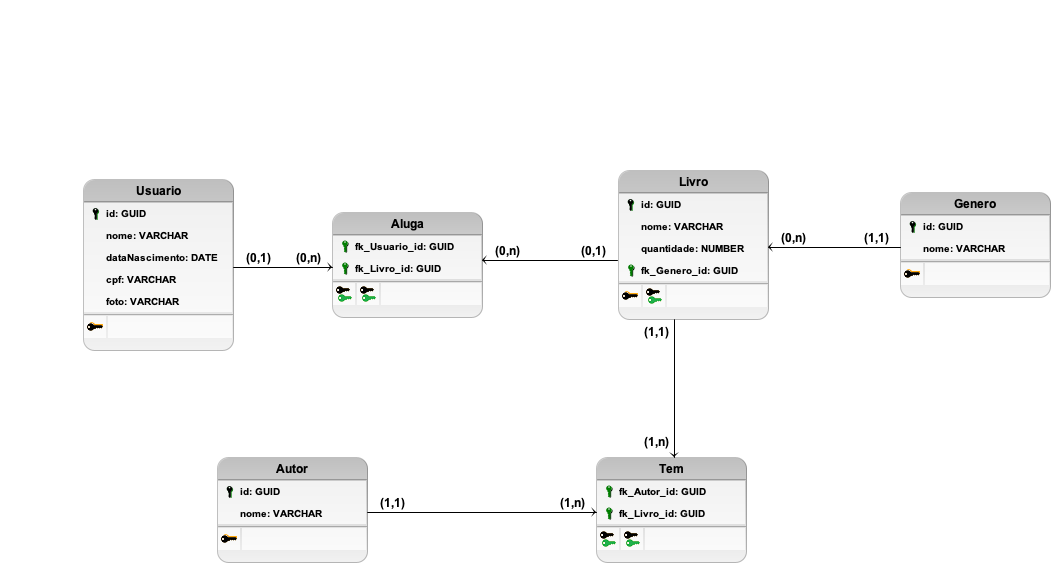 Usuario
id: GUID
nome: VARCHAR
dataNascimento: DATE
cpf: VARCHAR
foto: VARCHAR
(0,1)
(0,n)
Aluga
fk_Usuario_id: GUID
fk_Livro_id: GUID
(0,n)
(0,1)
Livro
id: GUID
nome: VARCHAR
quantidade: NUMBER
fk_Genero_id: GUID
(0,n)
(1,1)
Genero
id: GUID
nome: VARCHAR
(1,1)
(1,n)
Autor
id: GUID
nome: VARCHAR
(1,1)
(1,n)
Tem
fk_Autor_id: GUID
fk_Livro_id: GUID